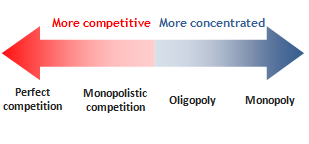 More competitive More concentrated
Perfect competition
Monopolistic competition
Oligopoly
Monopoly